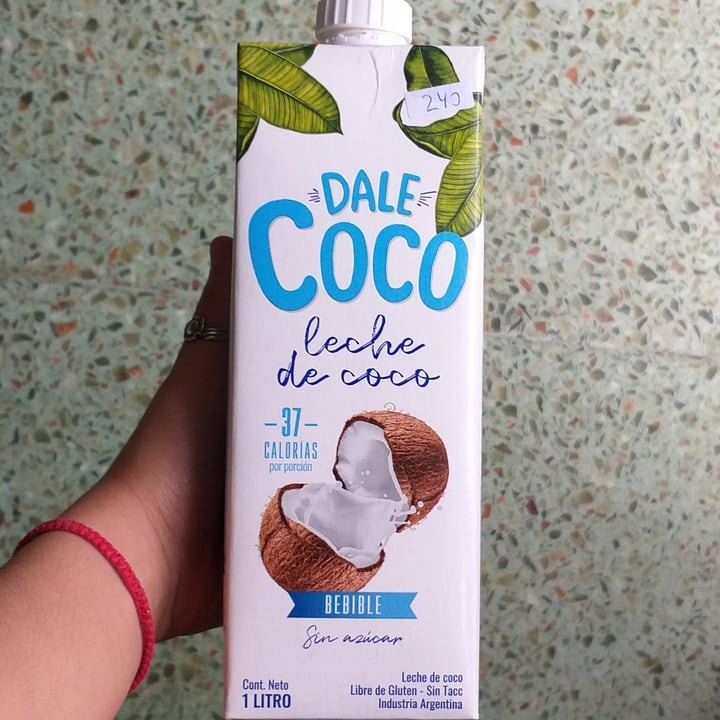 240
DALE
COCO
leche
de coco
37
CALORÍAS
por porción
BEBIBLE
Sin azúcar
Cont. Neto
1 LITRO
Leche de coco
Libre de Gluten - Sin Tacc
Industria Argentina